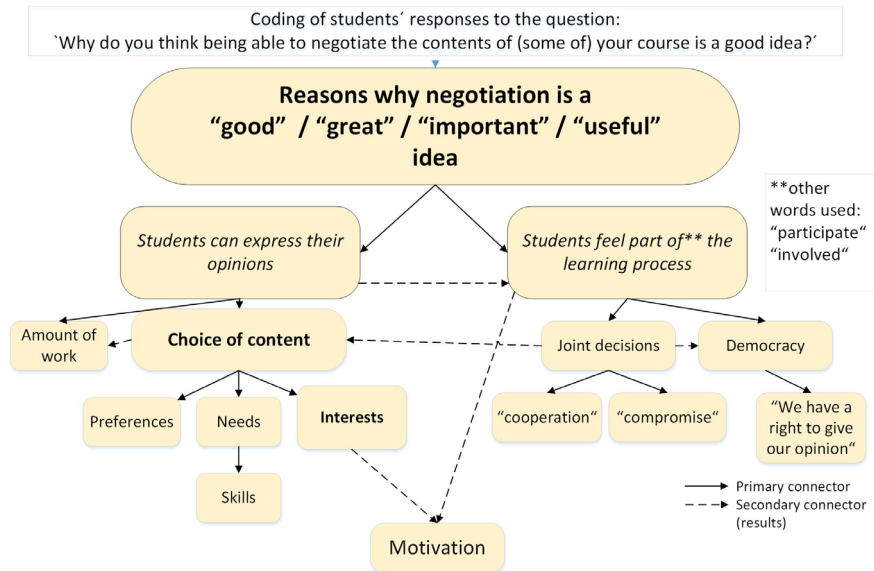 Coding of students´ responses to the question:
`Why do you think being able to negotiate the contents of (some of) your course is a good idea?´
Reasons why negotiation is a
“good” / “great” / “important” / “useful”
idea
**other
words used:
“participate“
“involved“
Students can express their
opinions
Students feel part of** the
learning process
Amount of
work
Choice of content
Joint decisions
Democracy
Preferences
Needs
Interests
“cooperation“
“compromise“
“We have a
right to give
our opinion“
Skills
Primary connector
Secondary connector
(results)
Motivation